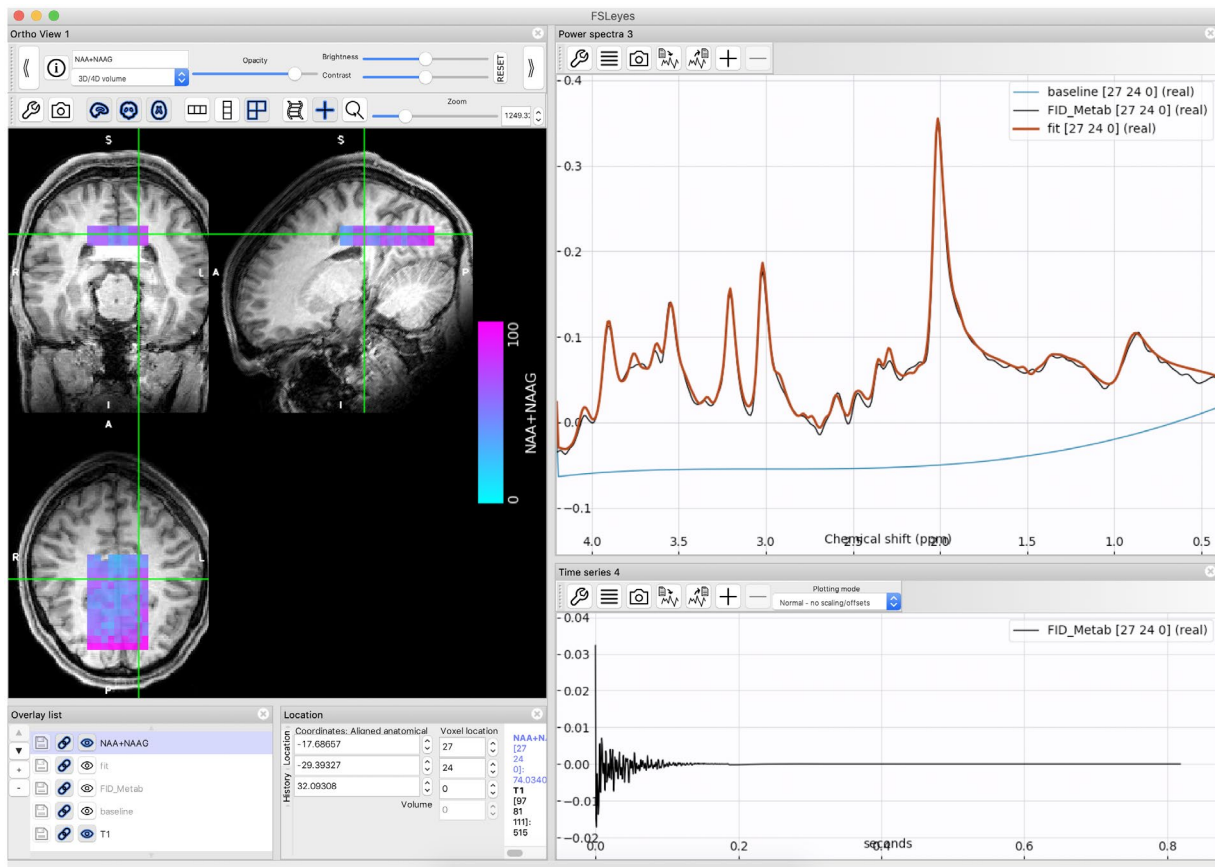 FSLeyes
Ortho View 1
NAA+NAAG
3D/4D volume
Opacity
Brightness
Contrast
RESET
Zoom
S
S
R
L
A
P
I
I
A
R
L
P
100
NAA+NAAG
0
Power spectra 3
0.4
0.3
0.2
0.1
0.0
-0.1
baseline [27 24 0] (real)
FID_Metab [27 24 0] (real)
fit [27 24 0] (real)
4.0 3.5 3.0 2.5 2.0 1.5 1.0 0.5
Chemical shift (ppm)
Time series 4
Plotting mode
Normal - no scaling/offsets
0.04
0.03
0.02
0.01
0.00
-0.01
-0.02
FID_Metab [27 24 0] (real)
0.0 0.2 0.4 0.6 0.8
seconds
Overlay list
NAA+NAAG
fit
FID_Metab
baseline
T1
Location
Location
History
Coordinates: Aligned anatomical
-17.68657
-29.39327
32.09308
Voxel location
27
24
0
Volume
0
[27
24
0]:
74.0340
T1
[97
81
111]:
515